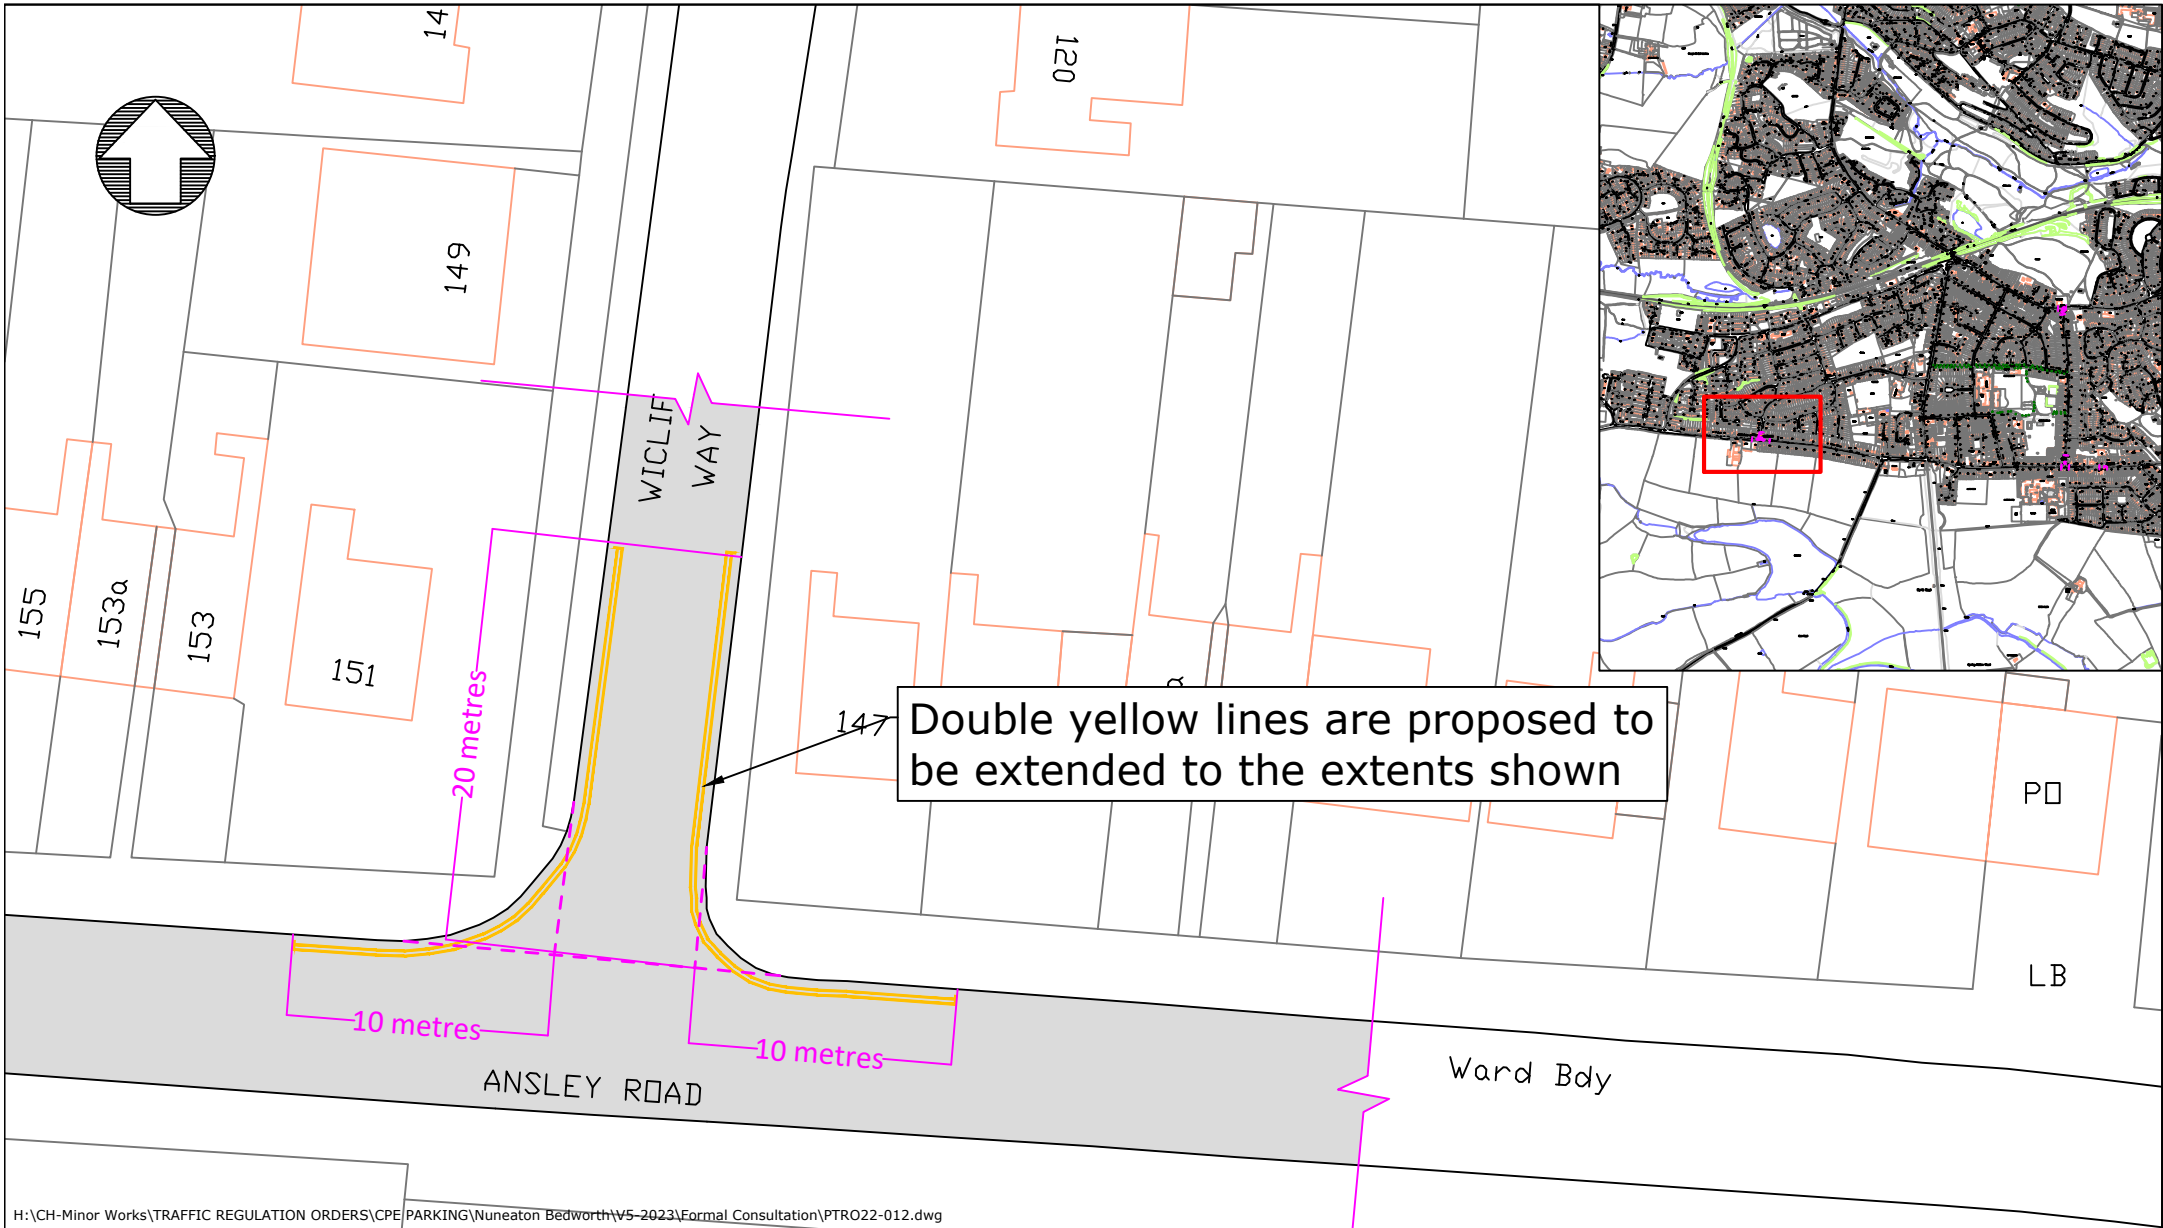 14
120
149
WICLIF
WAY
155
153a
153
151
20 metres
147
Double yellow lines are proposed to
be extended to the extents shown
PO
LB
10 metres
10 metres
ANSLEY ROAD
Ward Bdy
H:\CH-Minor Works\TRAFFIC REGULATION ORDERS\CPE PARKING\Nuneaton Bedworth\V5-2023\Formal Consultation\PTRO22-012.dwg